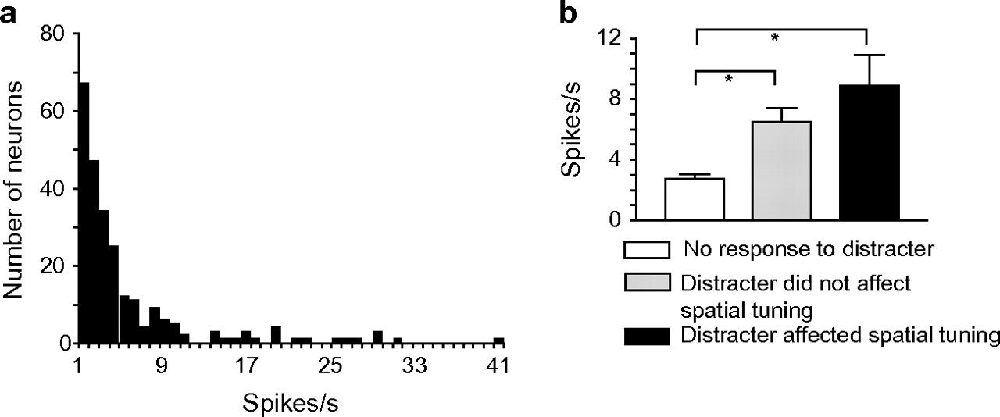 a
80
60
40
20
0
Number of neurons
1 9 17 25 33 41
Spikes/s
b
12
8
4
0
Spikes/s
*
*
No response to distracter
Distracter did not affect
spatial tuning
Distracter affected spatial tuning